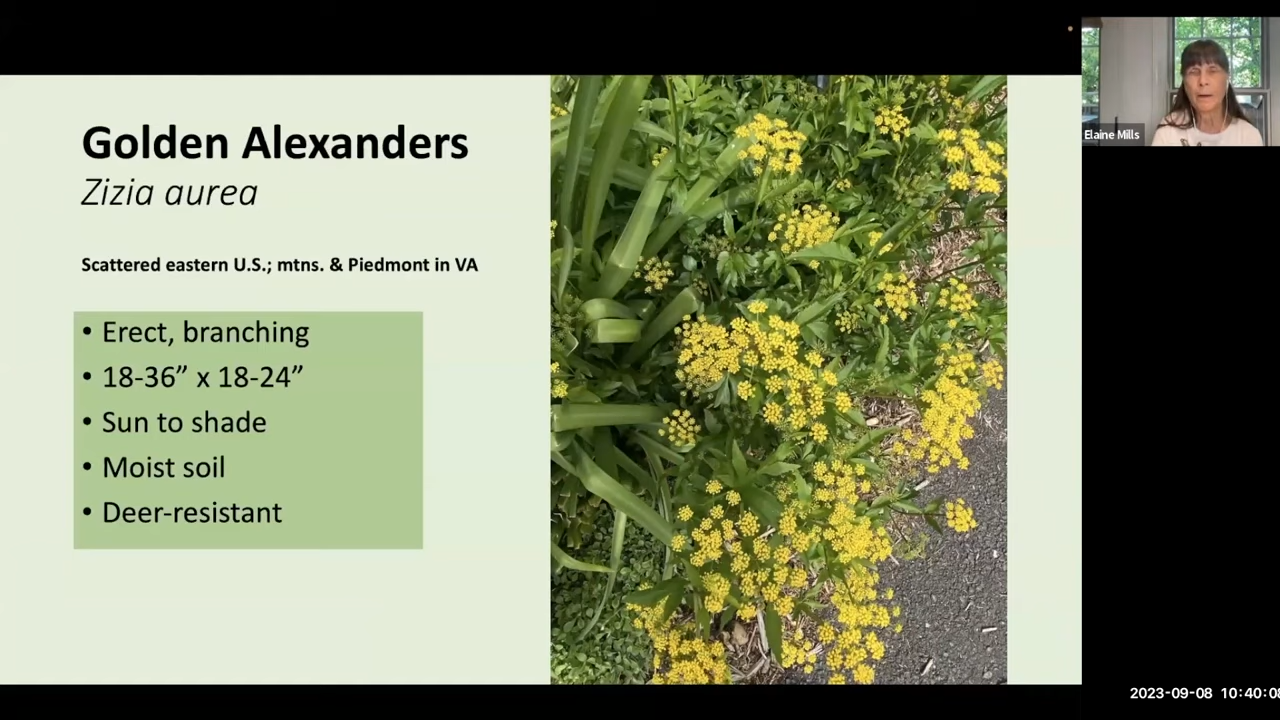 Golden Alexanders
Zizia aurea
Scattered eastern U.S.; mtns. & Piedmont in VA
• Erect, branching
• 18-36” x 18-24”
• Sun to shade
• Moist soil
• Deer-resistant
Elaine Mills
2023-09-08 10:40:08